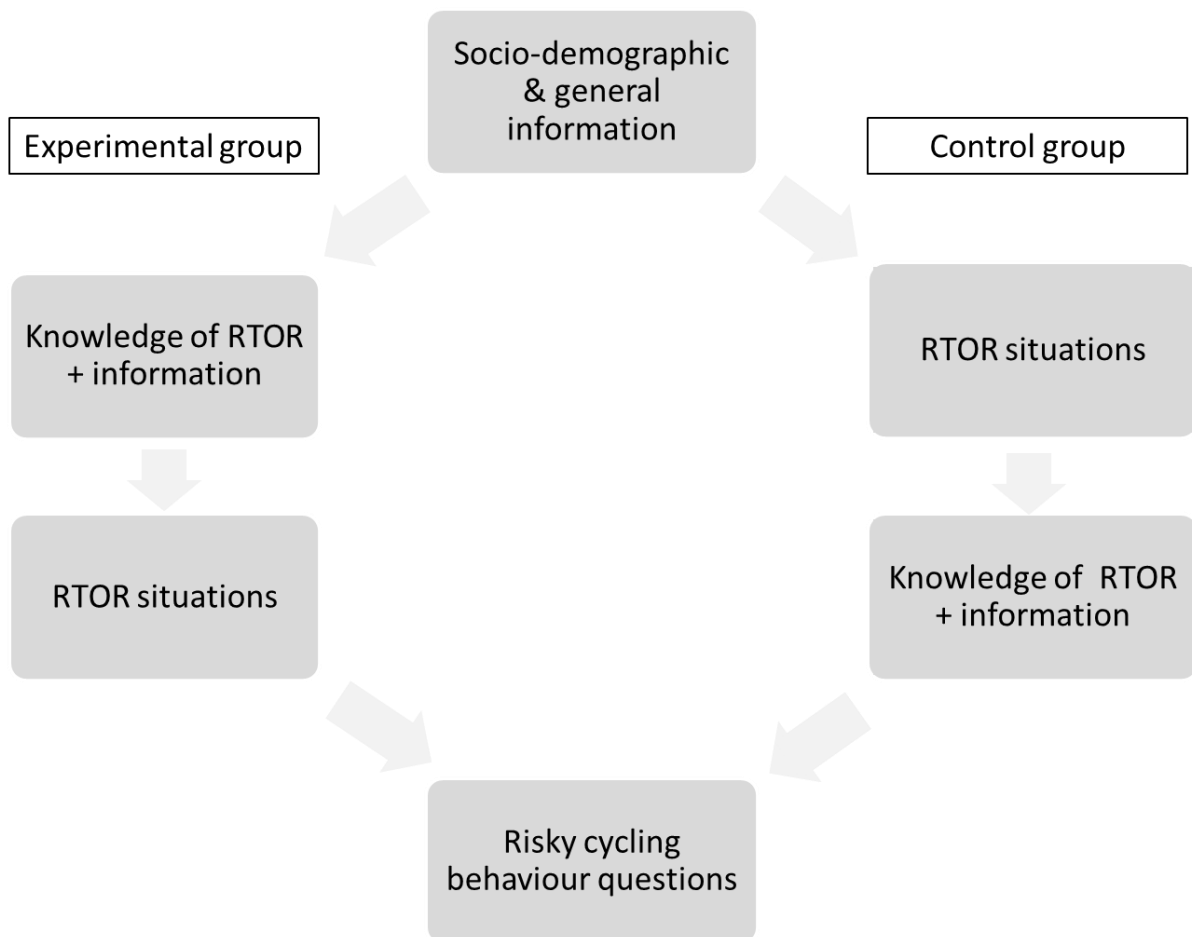 Socio-demographic
& general
information
Experimental group
Control group
Knowledge of RTOR
+ information
RTOR situations
RTOR situations
Knowledge of RTOR
+ information
Risky cycling
behaviour questions